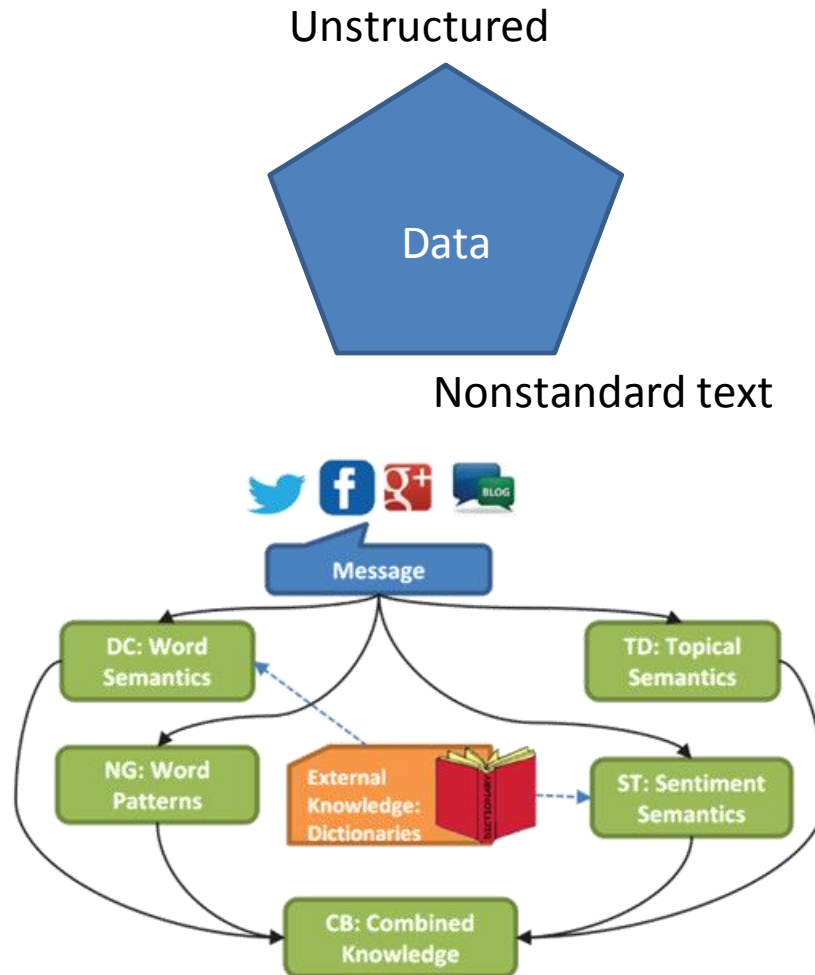 Unstructured
Data
Nonstandard text
f
g+
BLOG
Message
DC: Word
Semantics
TD: Topical
Semantics
NG: Word
Patterns
External
Knowledge:
Dictionaries
DICTIONARY
ST: Sentiment
Semantics
CB: Combined
Knowledge